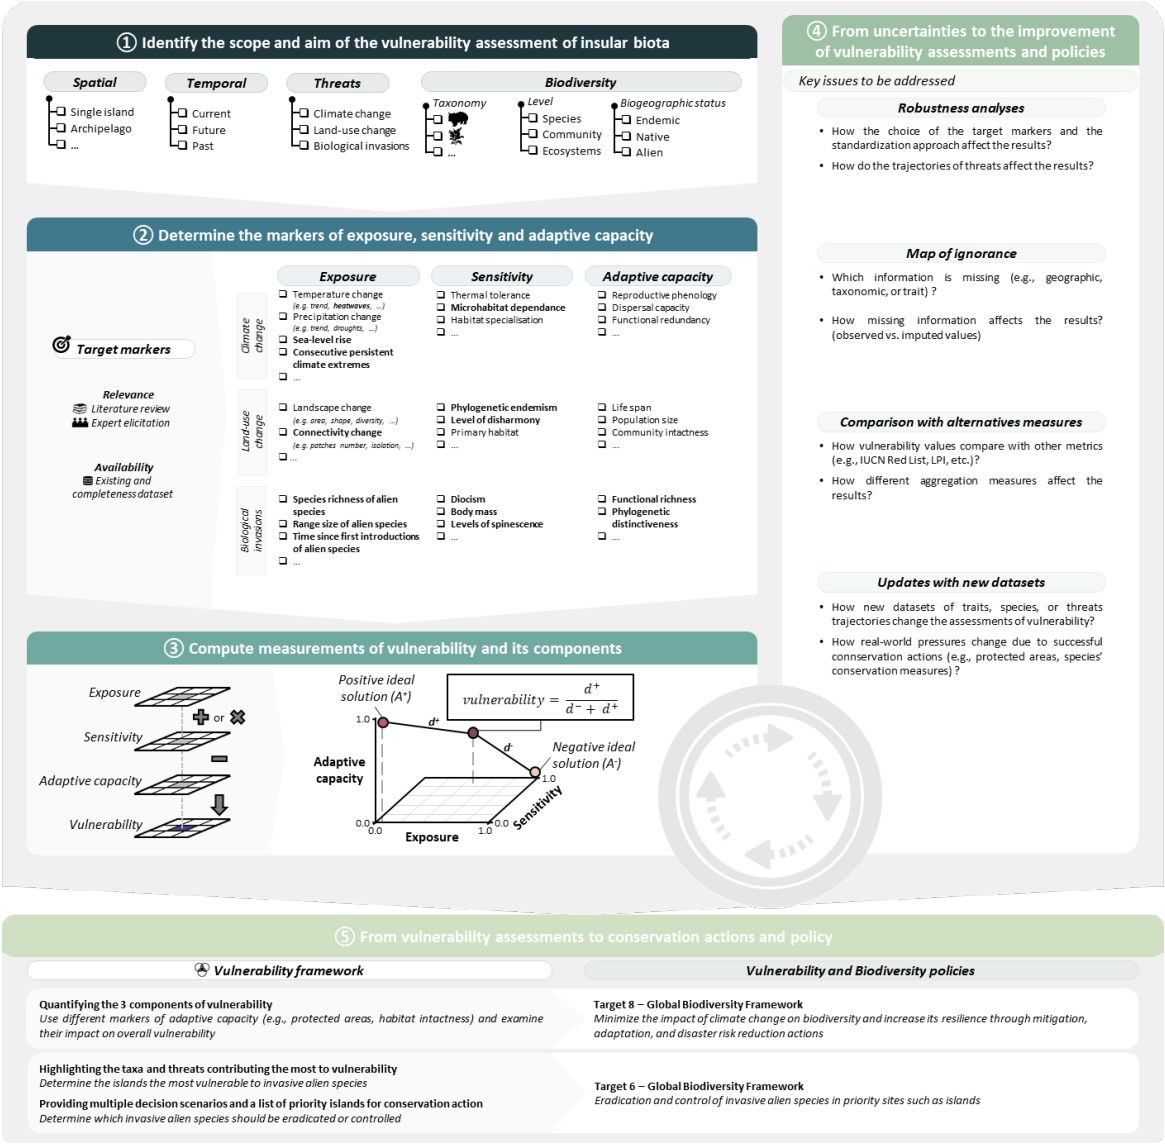 ① Identify the scope and aim of the vulnerability assessment of insular biota
Spatial
Single island
Archipelago
...
Temporal
Current
Future
Past
Threats
Climate change
Land-use change
Biological invasions
Biodiversity
Taxonomy
...
Level
Species
Community
Ecosystems
Biogeographic status
Endemic
Native
Alien
② Determine the markers of exposure, sensitivity and adaptive capacity
Target markers
Relevance
Literature review
Expert elicitation
Availability
Existing and
completeness dataset
Exposure
Sensitivity
Adaptive capacity
Climate
change
Temperature change
(e.g. trend, heatwaves, ...)
Precipitation change
(e.g. trend, droughts, ...)
Sea-level rise
Consecutive persistent
climate extremes
...
Thermal tolerance
Microhabitat dependance
Habitat specialisation
...
Reproductive phenology
Dispersal capacity
Functional redundancy
...
Land-use
change
Landscape change
(e.g. area, shape, diversity, ...)
Connectivity change
(e.g. patches number, isolation, ...)
...
Phylogenetic endemism
Level of disharmony
Primary habitat
...
Life span
Population size
Community intactness
...
Biological
invasions
Species richness of alien
species
Range size of alien species
Time since first introductions
of alien species
...
Diocism
Body mass
Levels of spinescence
...
Functional richness
Phylogenetic
distinctiveness
...
③ Compute measurements of vulnerability and its components
Exposure
or
Sensitivity
Adaptive capacity
Vulnerability
Positive ideal
solution (A⁺)
vulnerability = d⁺ / (d⁻ + d⁺)
1.0
d⁺
d⁻
Negative ideal
solution (A⁻)
Adaptive
capacity
1.0
Sensitivity
0.0
0.0
1.0
0.0
Exposure
④ From uncertainties to the improvement
of vulnerability assessments and policies
Key issues to be addressed
Robustness analyses
• How the choice of the target markers and the
standardization approach affect the results?
• How do the trajectories of threats affect the results?
Map of ignorance
• Which information is missing (e.g., geographic,
taxonomic, or trait) ?
• How missing information affects the results?
(observed vs. imputed values)
Comparison with alternatives measures
• How vulnerability values compare with other metrics
(e.g., IUCN Red List, LPI, etc.)?
• How different aggregation measures affect the
results?
Updates with new datasets
• How new datasets of traits, species, or threats
trajectories change the assessments of vulnerability?
• How real-world pressures change due to successful
connservation actions (e.g., protected areas, species'
conservation measures) ?
⑤ From vulnerability assessments to conservation actions and policy
Vulnerability framework
Vulnerability and Biodiversity policies
Quantifying the 3 components of vulnerability
Use different markers of adaptive capacity (e.g., protected areas, habitat intactness) and examine
their impact on overall vulnerability
Target 8 – Global Biodiversity Framework
Minimize the impact of climate change on biodiversity and increase its resilience through mitigation,
adaptation, and disaster risk reduction actions
Highlighting the taxa and threats contributing the most to vulnerability
Determine the islands the most vulnerable to invasive alien species
Providing multiple decision scenarios and a list of priority islands for conservation action
Determine which invasive alien species should be eradicated or controlled
Target 6 – Global Biodiversity Framework
Eradication and control of invasive alien species in priority sites such as islands